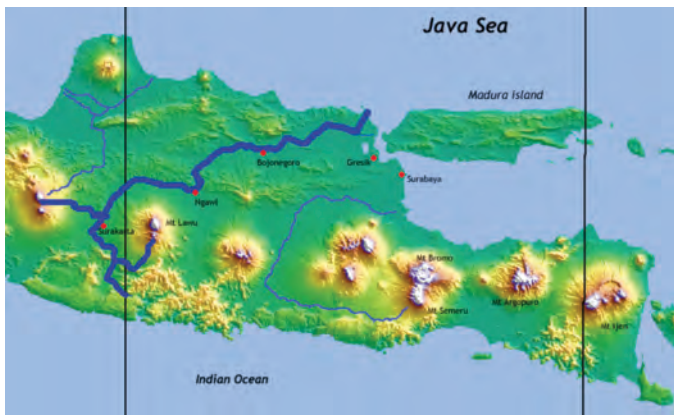 Java Sea
Madura island
Bojonegoro
Gresik
Surabaya
Ngawi
Mt Lawu
Surakarta
Mt Bromo
Mt Semeru
Mt Argopuro
Mt Ijen
Indian Ocean